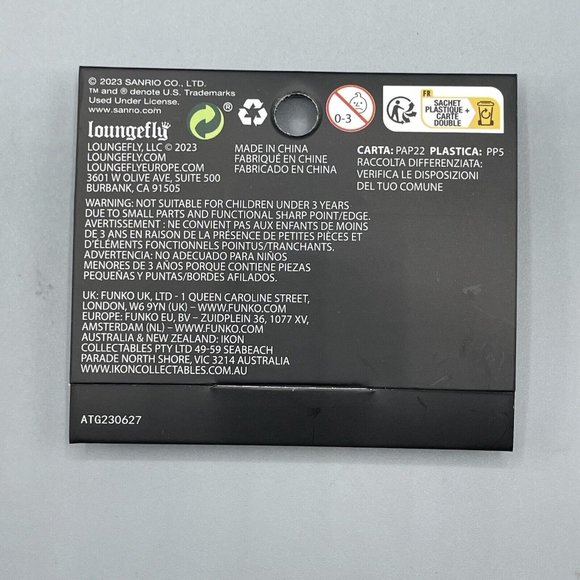 © 2023 SANRIO CO., LTD.
™ and ® denote U.S. Trademarks
Used Under License.
www.sanrio.com
loungefly
®
0-3
FR
SACHET
PLASTIQUE +
CARTE
DOUBLE
LOUNGEFLY, LLC © 2023
LOUNGEFLY.COM
LOUNGEFLYEUROPE.COM
3601 W OLIVE AVE, SUITE 500
BURBANK, CA 91505
MADE IN CHINA
FABRIQUÉ EN CHINE
FABRICADO EN CHINA
CARTA: PAP22 PLASTICA: PP5
RACCOLTA DIFFERENZIATA:
VERIFICA LE DISPOSIZIONI
DEL TUO COMUNE
WARNING: NOT SUITABLE FOR CHILDREN UNDER 3 YEARS
DUE TO SMALL PARTS AND FUNCTIONAL SHARP POINT/EDGE.
AVERTISSEMENT : NE CONVIENT PAS AUX ENFANTS DE MOINS
DE 3 ANS EN RAISON DE LA PRÉSENCE DE PETITES PIÈCES ET
D'ÉLÉMENTS FONCTIONNELS POINTUS/TRANCHANTS.
ADVERTENCIA: NO ADECUADO PARA NIÑOS
MENORES DE 3 AÑOS PORQUE CONTIENE PIEZAS
PEQUEÑAS Y PUNTAS/BORDES AFILADOS.
UK: FUNKO UK, LTD - 1 QUEEN CAROLINE STREET,
LONDON, W6 9YN (UK) – WWW.FUNKO.COM
EUROPE: FUNKO EU, BV – ZUIDPLEIN 36, 1077 XV,
AMSTERDAM (NL) – WWW.FUNKO.COM
AUSTRALIA & NEW ZEALAND: IKON
COLLECTABLES PTY LTD 49-59 SEABEACH
PARADE NORTH SHORE, VIC 3214 AUSTRALIA
WWW.IKONCOLLECTABLES.COM.AU
ATG230627